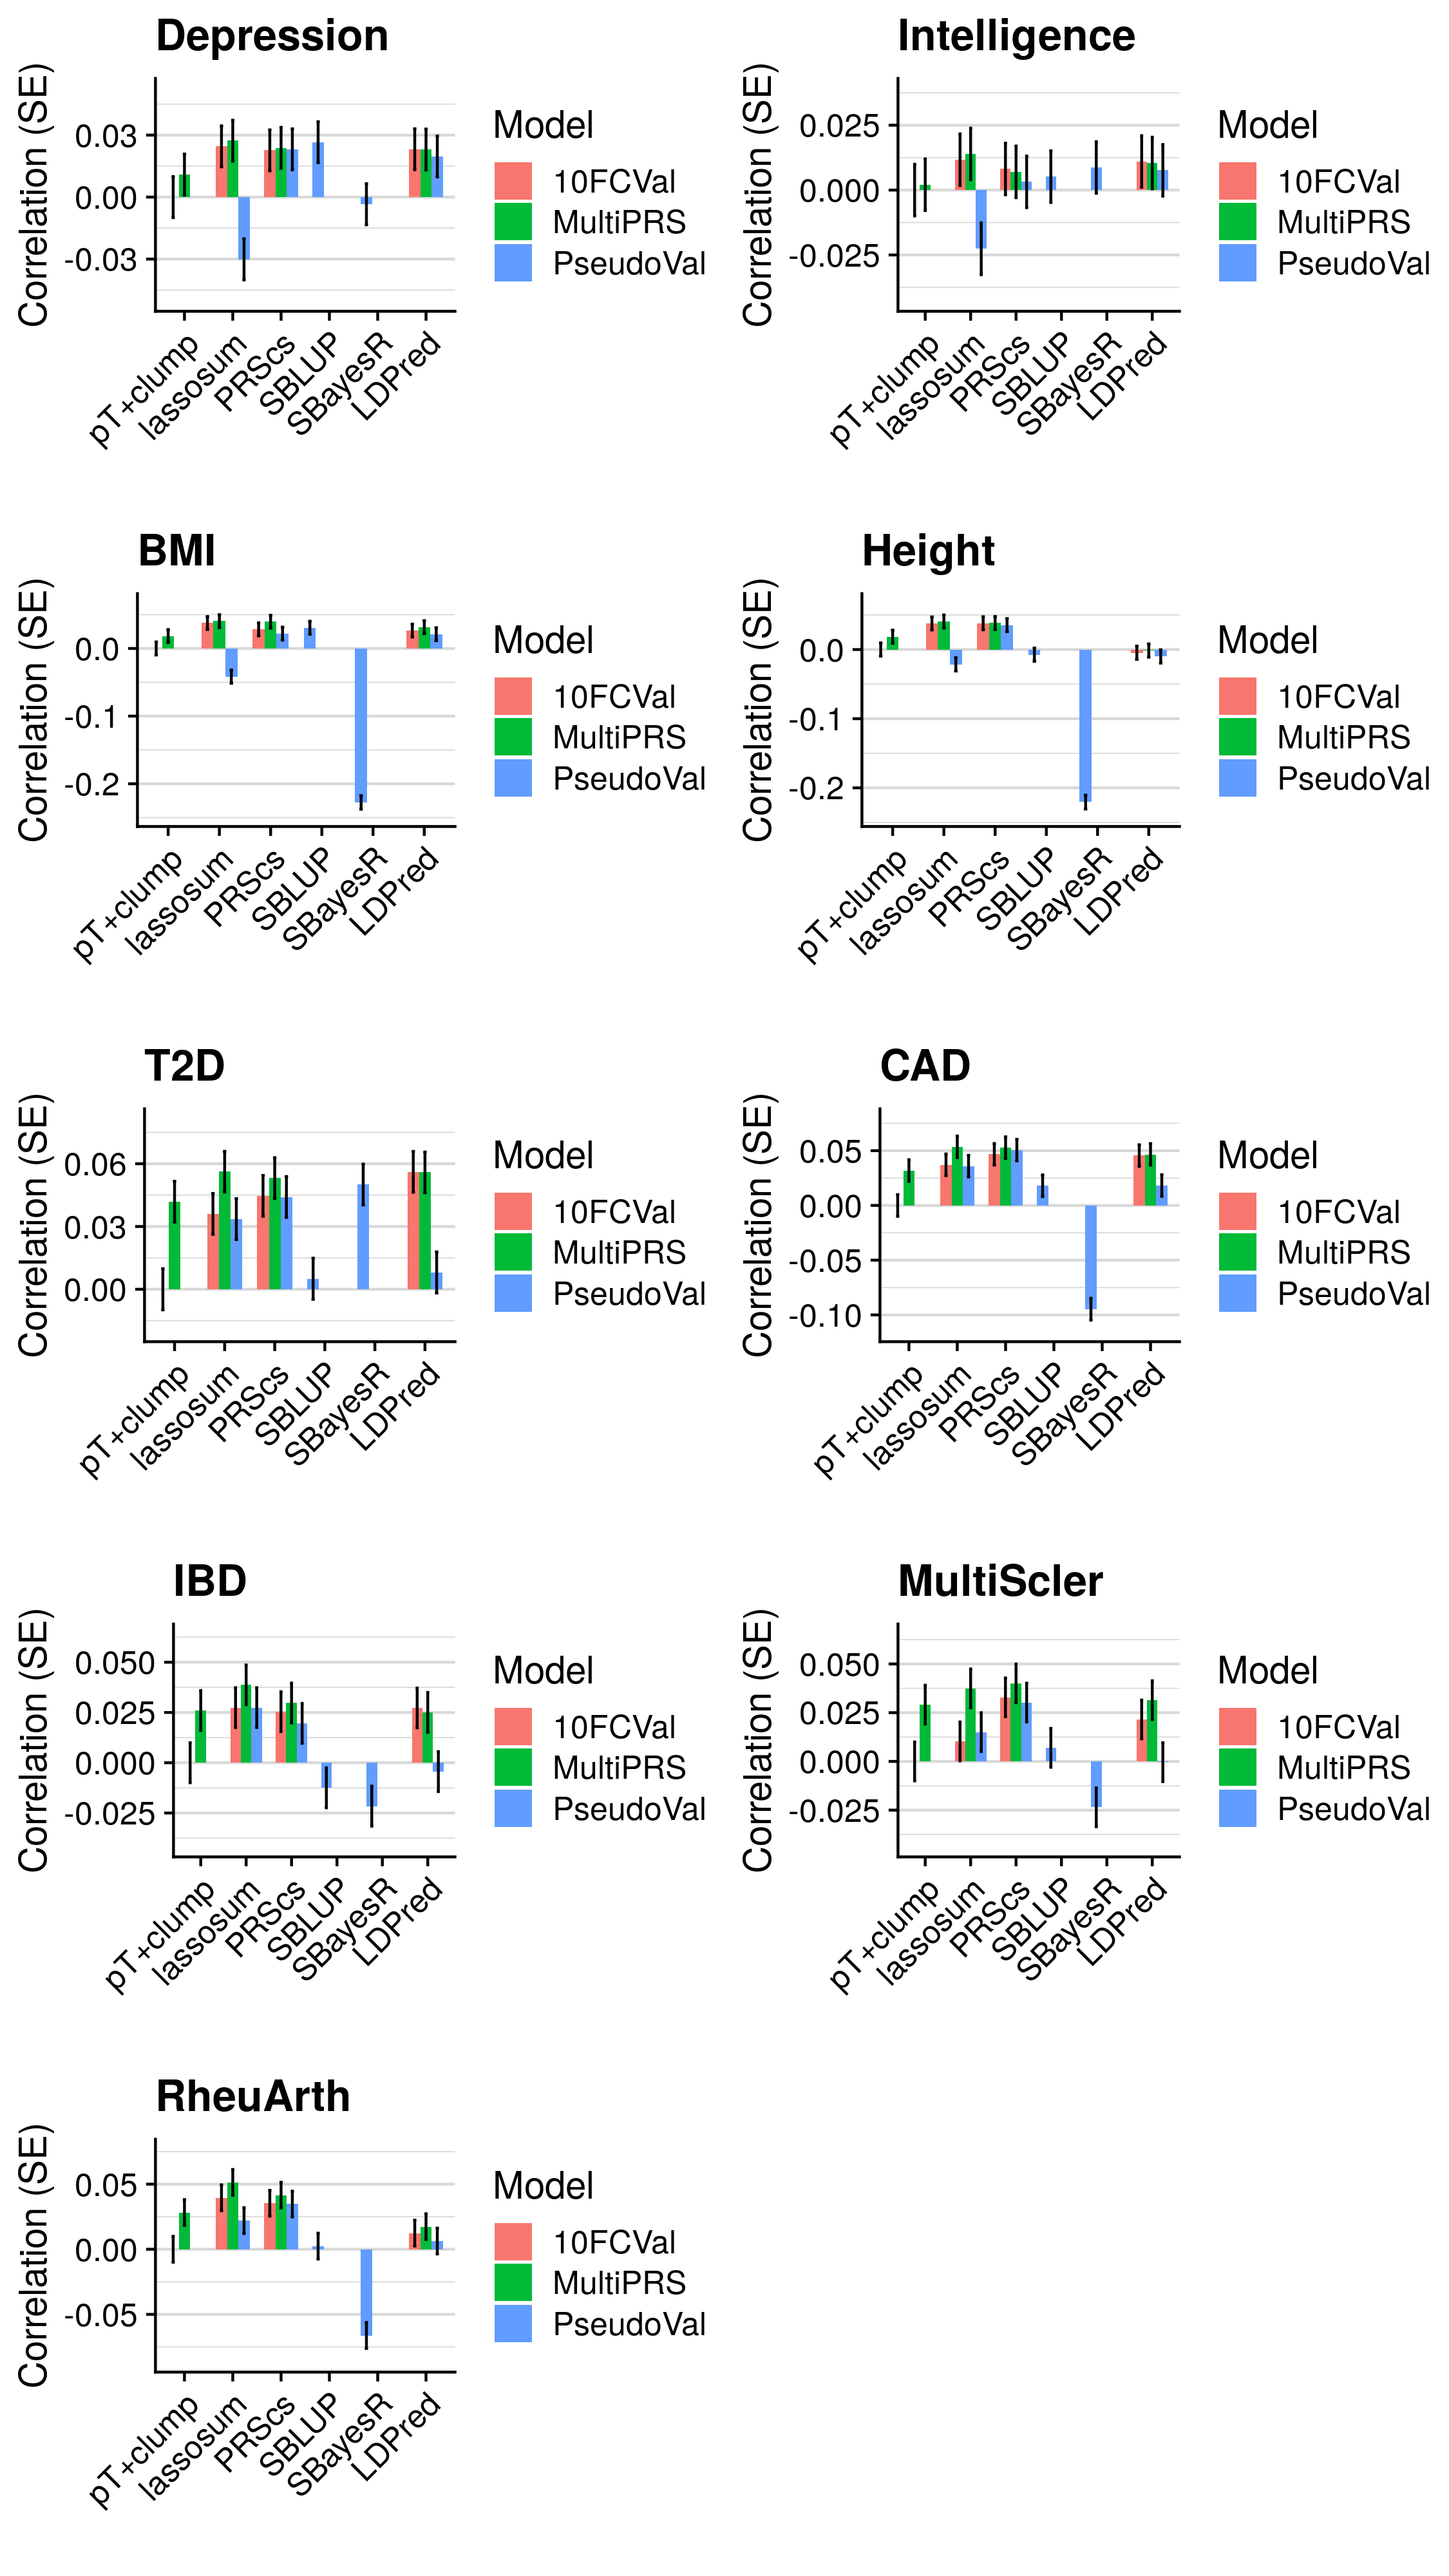 Depression
Correlation (SE)
0.03
0.00
-0.03
pT+clump
lassosum
PRScs
SBLUP
SBayesR
LDPred
Model
10FCVal
MultiPRS
PseudoVal
Intelligence
Correlation (SE)
0.025
0.000
-0.025
pT+clump
lassosum
PRScs
SBLUP
SBayesR
LDPred
Model
10FCVal
MultiPRS
PseudoVal
BMI
Correlation (SE)
0.0
-0.1
-0.2
pT+clump
lassosum
PRScs
SBLUP
SBayesR
LDPred
Model
10FCVal
MultiPRS
PseudoVal
Height
Correlation (SE)
0.0
-0.1
-0.2
pT+clump
lassosum
PRScs
SBLUP
SBayesR
LDPred
Model
10FCVal
MultiPRS
PseudoVal
T2D
Correlation (SE)
0.06
0.03
0.00
pT+clump
lassosum
PRScs
SBLUP
SBayesR
LDPred
Model
10FCVal
MultiPRS
PseudoVal
CAD
Correlation (SE)
0.05
0.00
-0.05
-0.10
pT+clump
lassosum
PRScs
SBLUP
SBayesR
LDPred
Model
10FCVal
MultiPRS
PseudoVal
IBD
Correlation (SE)
0.050
0.025
0.000
-0.025
pT+clump
lassosum
PRScs
SBLUP
SBayesR
LDPred
Model
10FCVal
MultiPRS
PseudoVal
MultiScler
Correlation (SE)
0.050
0.025
0.000
-0.025
pT+clump
lassosum
PRScs
SBLUP
SBayesR
LDPred
Model
10FCVal
MultiPRS
PseudoVal
RheuArth
Correlation (SE)
0.05
0.00
-0.05
pT+clump
lassosum
PRScs
SBLUP
SBayesR
LDPred
Model
10FCVal
MultiPRS
PseudoVal